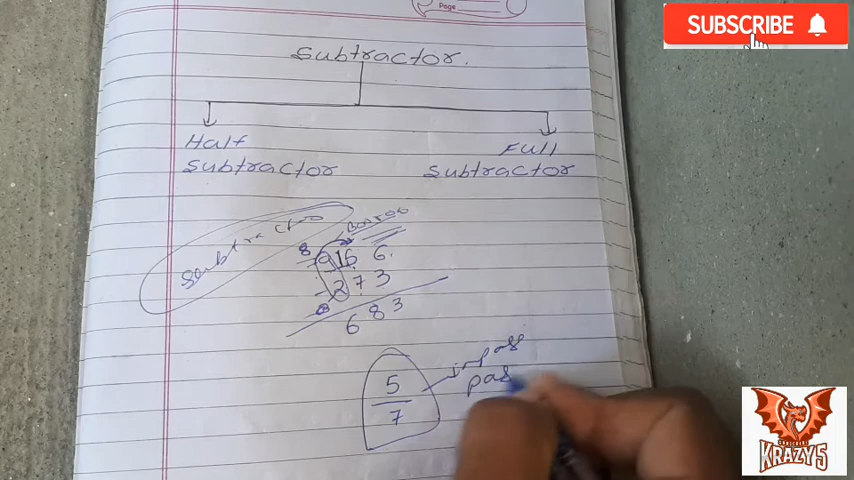 Page
SUBSCRIBE
Subtractor.
Half
Subtractor
Full
Subtractor
Borrow
8
9 16 6.
2 7 3
6 8 3
5
7
pas
KRAZY5